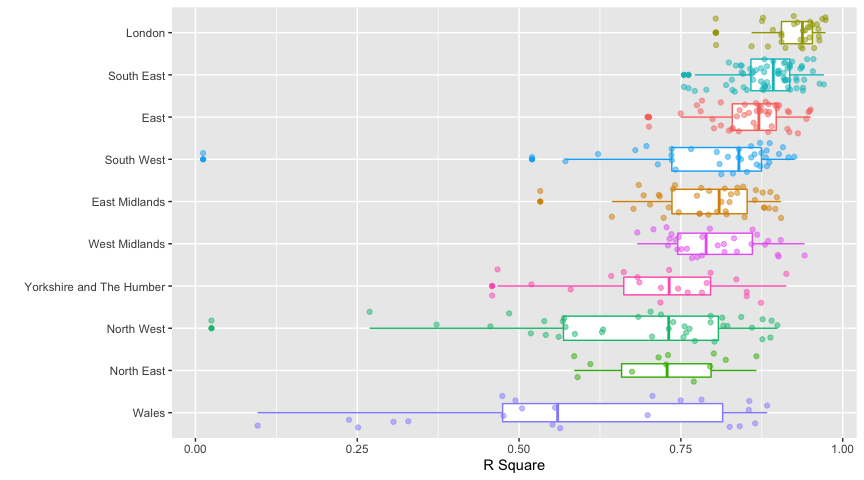 London
South East
East
South West
East Midlands
West Midlands
Yorkshire and The Humber
North West
North East
Wales
0.00 0.25 0.50 0.75 1.00
R Square